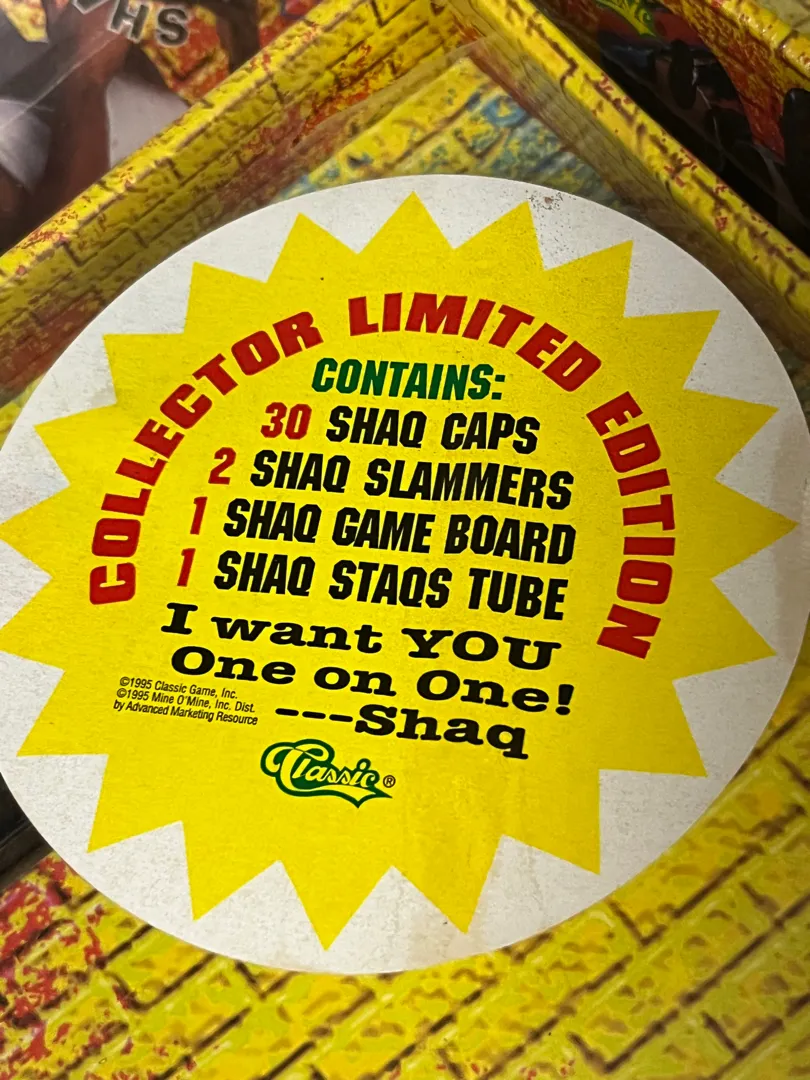 SHA
COLLECTOR LIMITED EDITION
CONTAINS:
30 SHAQ CAPS
2 SHAQ SLAMMERS
1 SHAQ GAME BOARD
1 SHAQ STAQS TUBE
I want YOU
One on One!
---Shaq
©1995 Classic Game, Inc.
©1995 Mine O'Mine, Inc. Dist.
by Advanced Marketing Resource
Classic®